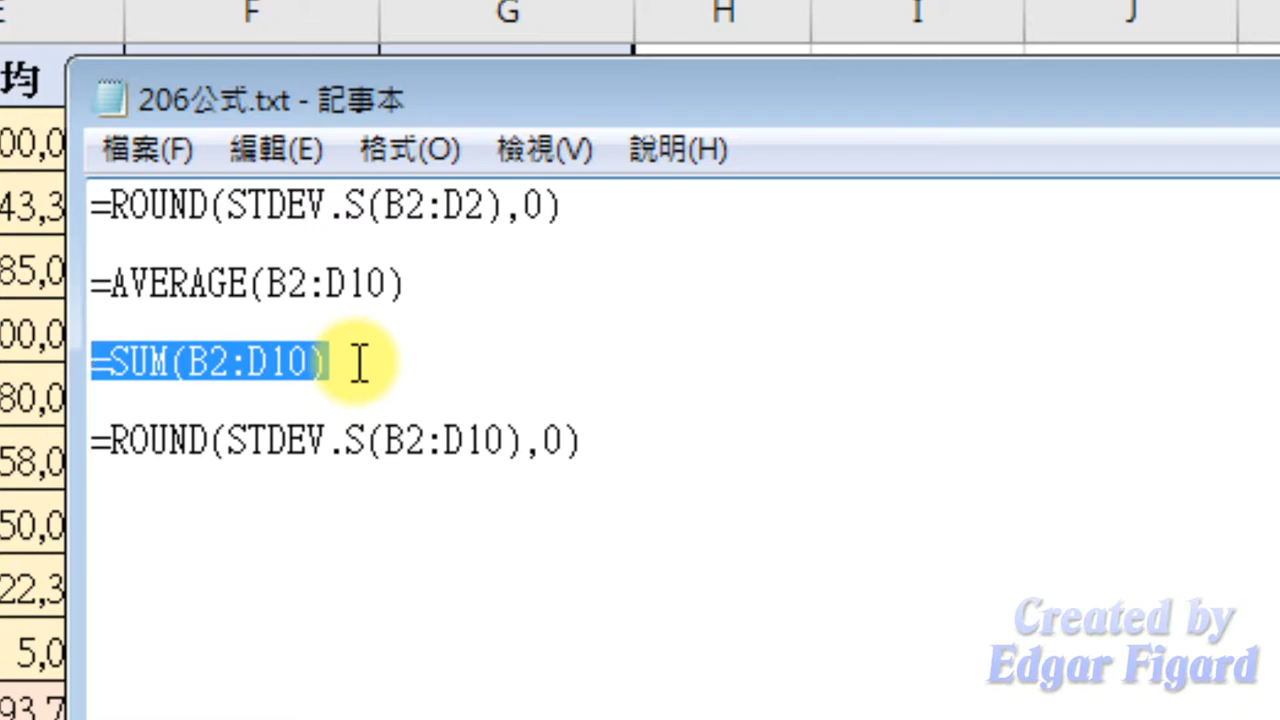 E F G H I J
均
206公式.txt - 記事本
檔案(F) 編輯(E) 格式(O) 檢視(V) 說明(H)
00,0
43,3 =ROUND(STDEV.S(B2:D2),0)
85,0 =AVERAGE(B2:D10)
00,0 =SUM(B2:D10)
80,0
58,0 =ROUND(STDEV.S(B2:D10),0)
50,0
22,3
5,0
93,7
Created by
Edgar Figard